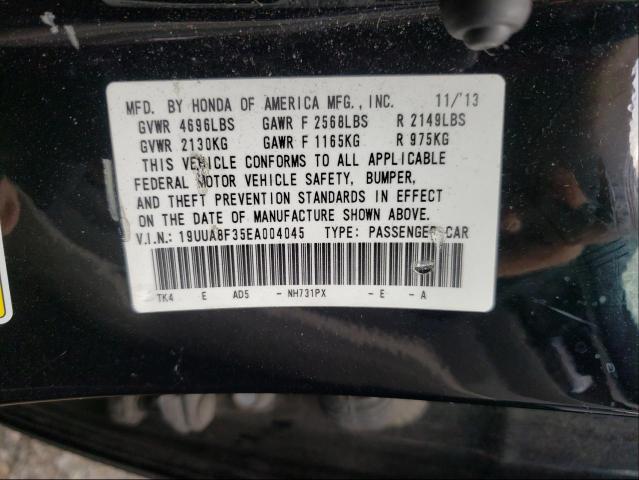 MFD. BY HONDA OF AMERICA MFG., INC. 11/'13
GVWR 4696LBS GAWR F 2568LBS R 2149LBS
GVWR 2130KG GAWR F 1165KG R 975KG
THIS VEHICLE CONFORMS TO ALL APPLICABLE
FEDERAL MOTOR VEHICLE SAFETY, BUMPER,
AND THEFT PREVENTION STANDARDS IN EFFECT
ON THE DATE OF MANUFACTURE SHOWN ABOVE.
V.I.N.: 19UUA8F35EA004045 TYPE: PASSENGER CAR
TK4 E AD5 - NH731PX - E - A